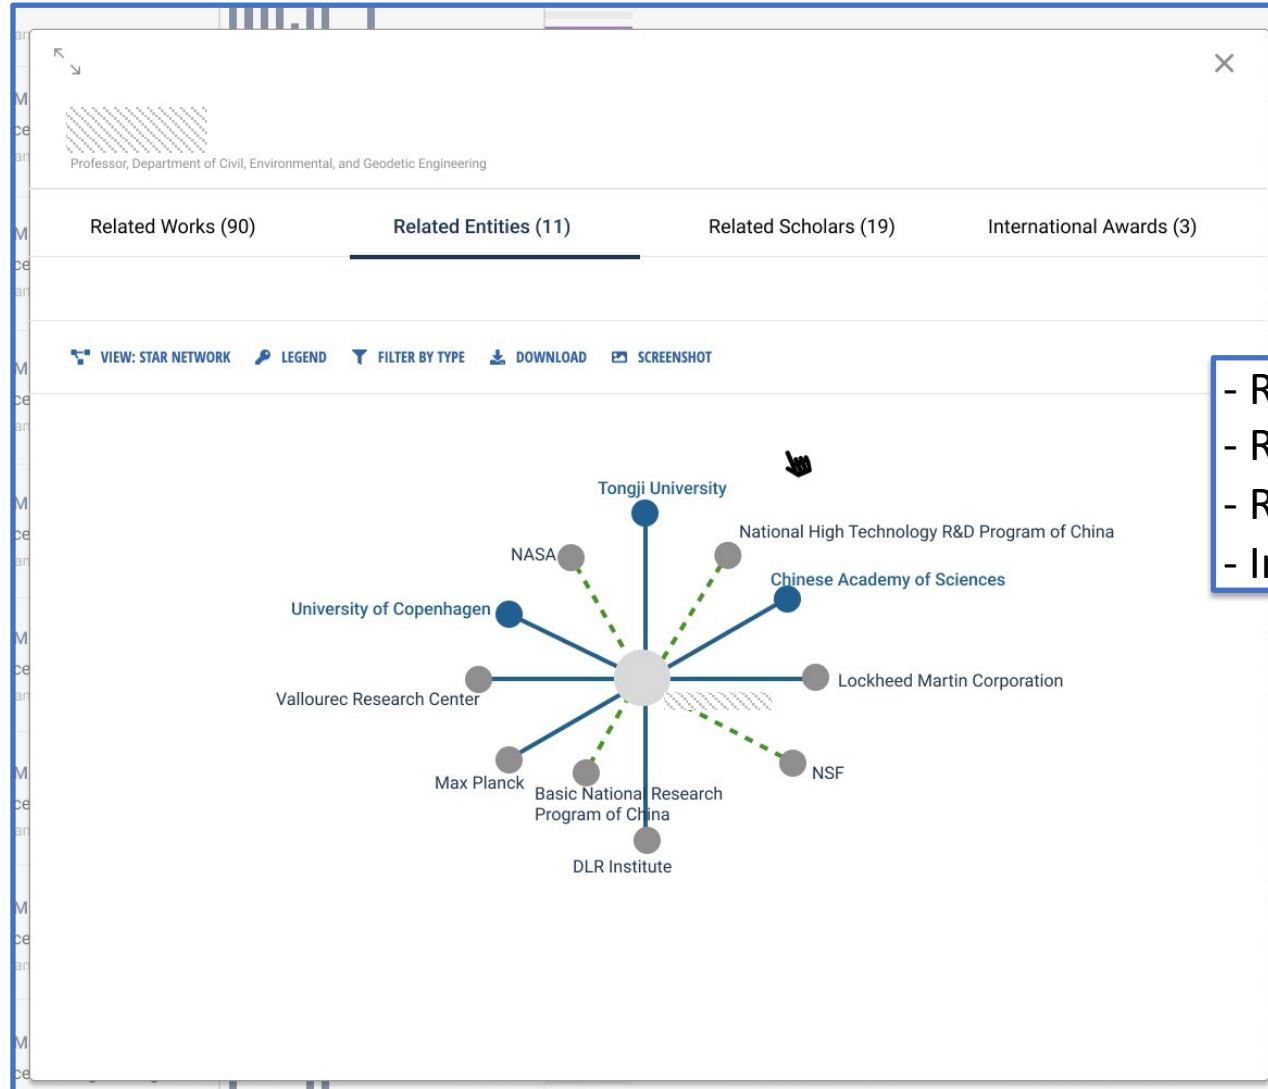 Professor, Department of Civil, Environmental, and Geodetic Engineering
Related Works (90)
Related Entities (11)
Related Scholars (19)
International Awards (3)
VIEW: STAR NETWORK
LEGEND
FILTER BY TYPE
DOWNLOAD
SCREENSHOT
Tongji University
National High Technology R&D Program of China
NASA
Chinese Academy of Sciences
University of Copenhagen
Lockheed Martin Corporation
Vallourec Research Center
NSF
Max Planck
Basic National Research
Program of China
DLR Institute